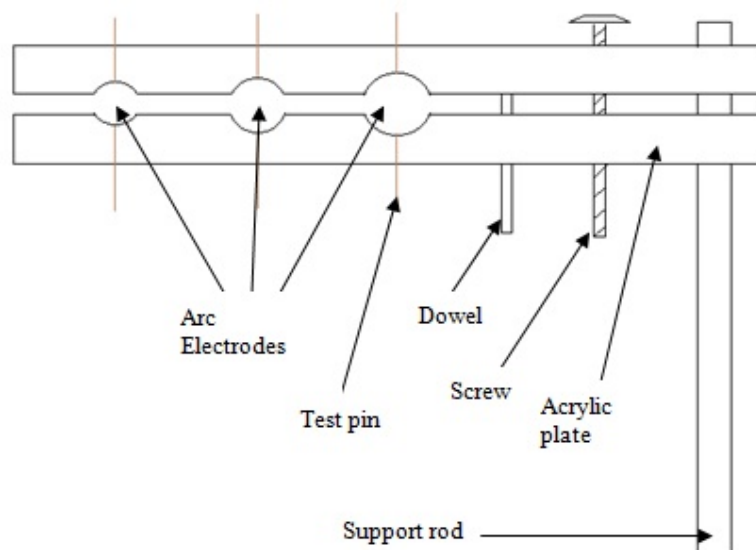 Arc
Electrodes
Dowel
Test pin
Screw
Acrylic
plate
Support rod